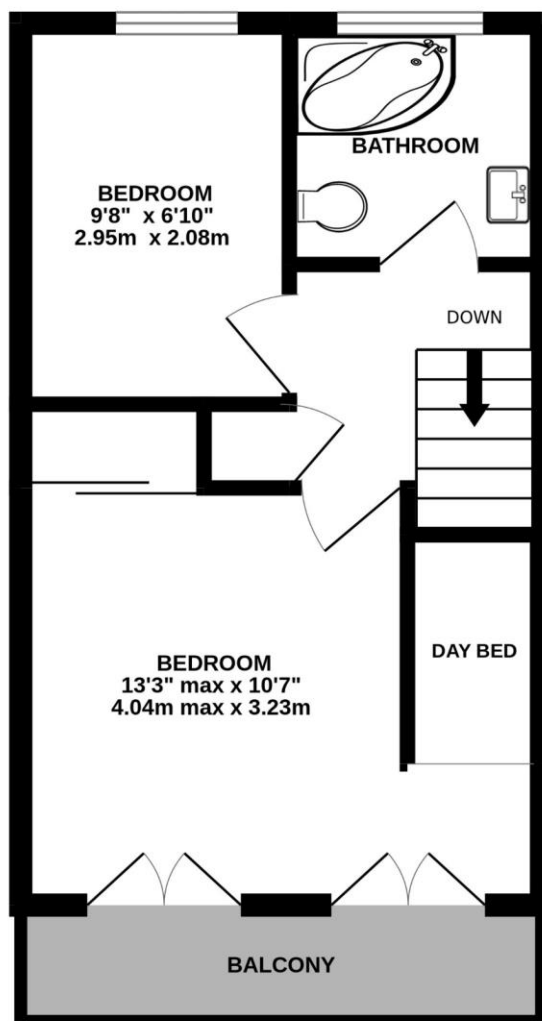 BATHROOM
BEDROOM
9'8" x 6'10"
2.95m x 2.08m
DOWN
DAY BED
BEDROOM
13'3" max x 10'7"
4.04m max x 3.23m
BALCONY